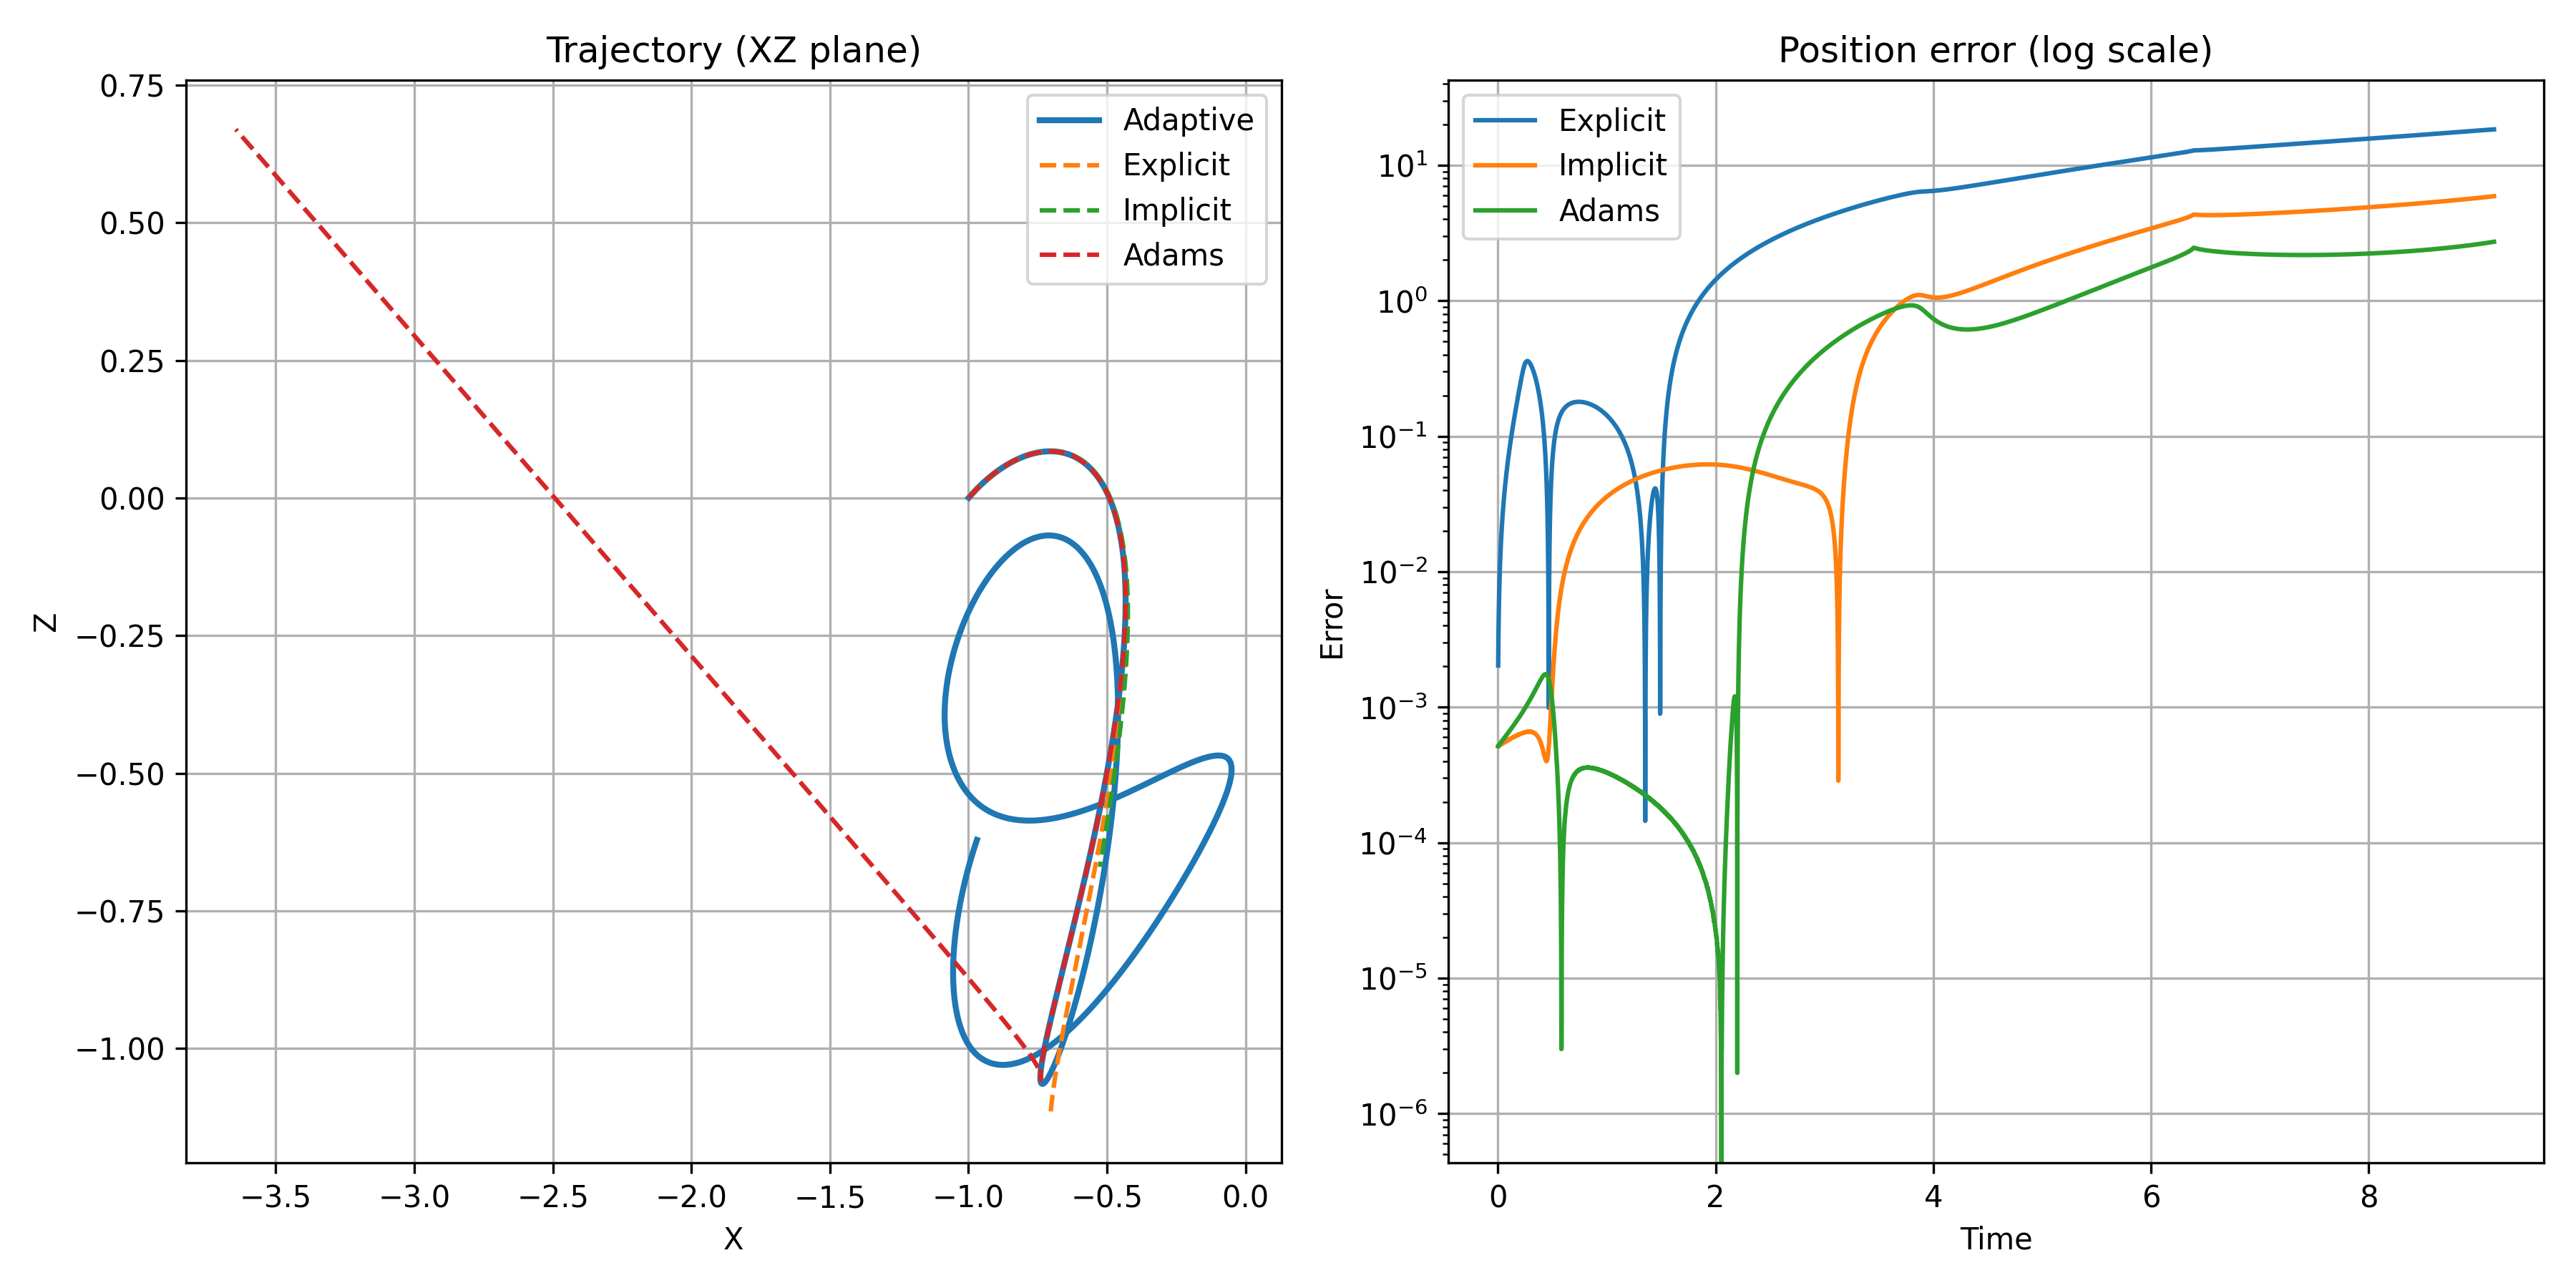 Trajectory (XZ plane)
0.75
0.50
0.25
0.00
−0.25
−0.50
−0.75
−1.00
Z
−3.5 −3.0 −2.5 −2.0 −1.5 −1.0 −0.5 0.0
X
Adaptive
Explicit
Implicit
Adams
Position error (log scale)
10¹
10⁰
10⁻¹
10⁻²
10⁻³
10⁻⁴
10⁻⁵
10⁻⁶
Error
0 2 4 6 8
Time
Explicit
Implicit
Adams